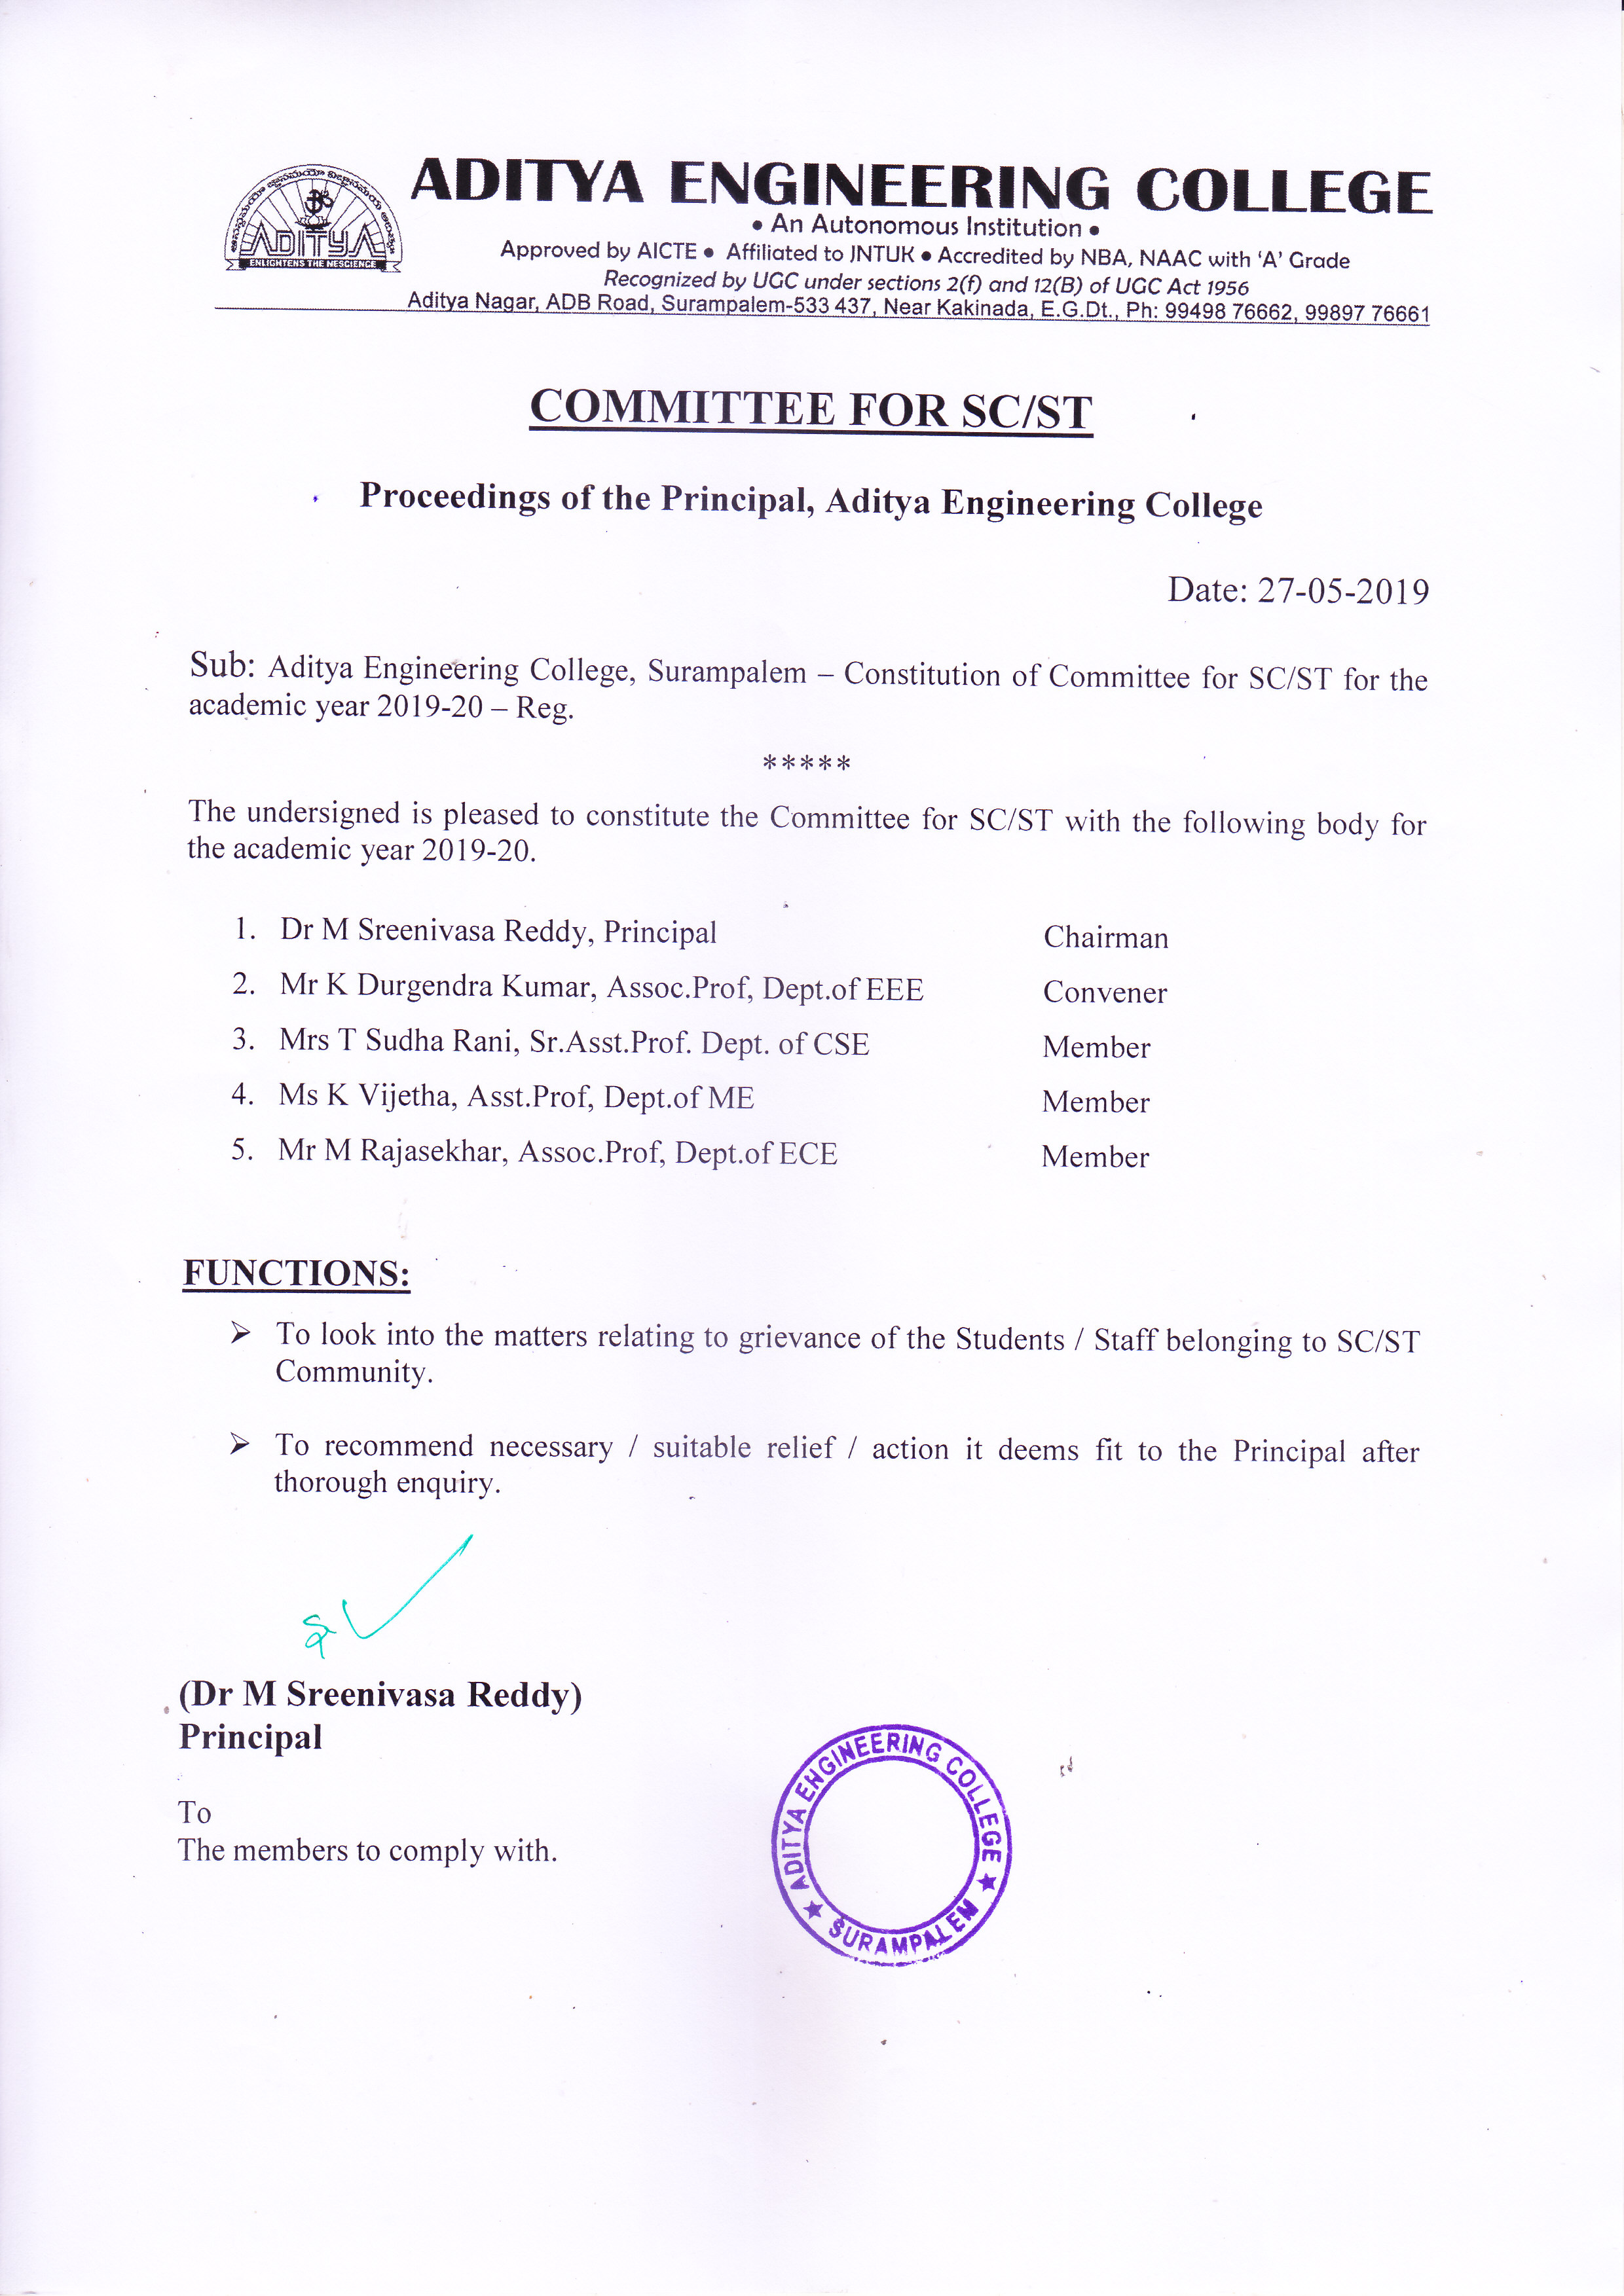 ADITYA ENGINEERING COLLEGE
• An Autonomous Institution •
Approved by AICTE • Affiliated to JNTUK • Accredited by NBA, NAAC with ‘A’ Grade
Recognized by UGC under sections 2(f) and 12(B) of UGC Act 1956
Aditya Nagar, ADB Road, Surampalem-533 437, Near Kakinada, E.G.Dt., Ph: 99498 76662, 99897 76661
ADITYA
ENLIGHTENS THE NESCIENCE
COMMITTEE FOR SC/ST
Proceedings of the Principal, Aditya Engineering College
Date: 27-05-2019
Sub: Aditya Engineering College, Surampalem – Constitution of Committee for SC/ST for the
academic year 2019-20 – Reg.
*****
The undersigned is pleased to constitute the Committee for SC/ST with the following body for
the academic year 2019-20.
1. Dr M Sreenivasa Reddy, Principal Chairman
2. Mr K Durgendra Kumar, Assoc.Prof, Dept.of EEE Convener
3. Mrs T Sudha Rani, Sr.Asst.Prof. Dept. of CSE Member
4. Ms K Vijetha, Asst.Prof, Dept.of ME Member
5. Mr M Rajasekhar, Assoc.Prof, Dept.of ECE Member
FUNCTIONS:
➢ To look into the matters relating to grievance of the Students / Staff belonging to SC/ST
Community.
➢ To recommend necessary / suitable relief / action it deems fit to the Principal after
thorough enquiry.
(Dr M Sreenivasa Reddy)
Principal
To
The members to comply with.
ADITYA ENGINEERING COLLEGE
★ SURAMPALEM ★